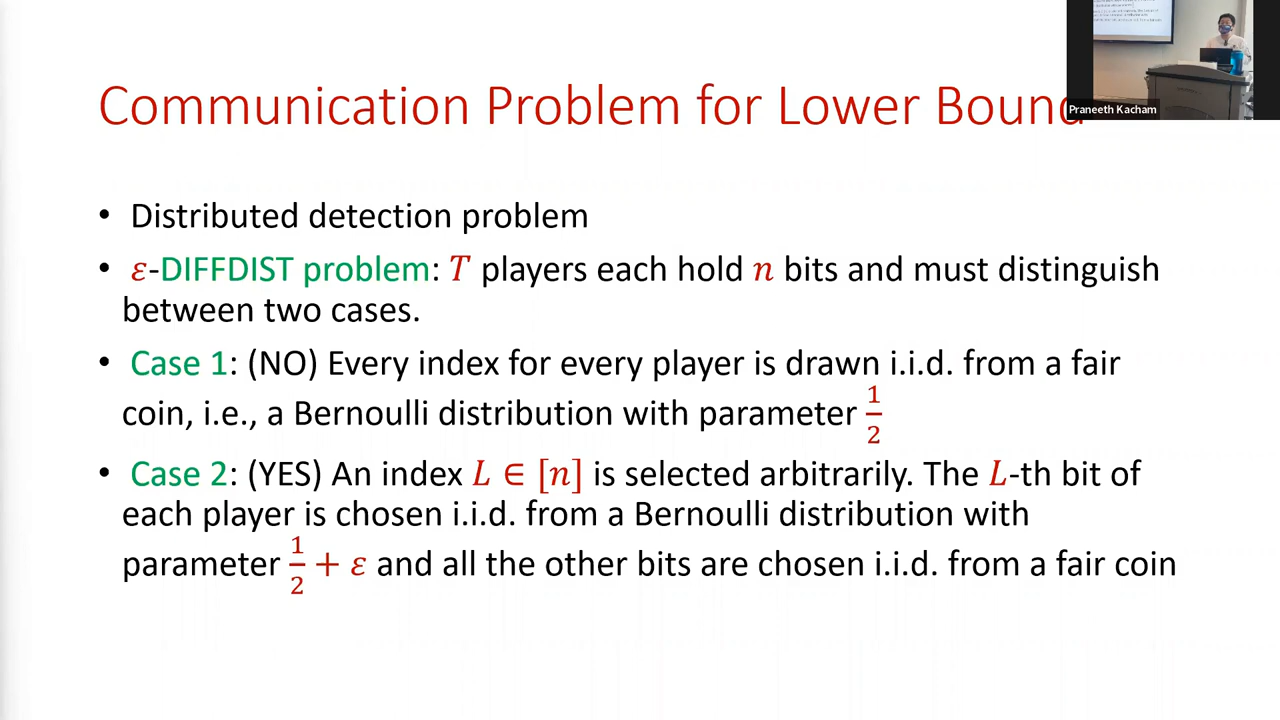 Communication Problem for Lower Bound
Praneeth Kacham
• Distributed detection problem
• ε-DIFFDIST problem: T players each hold n bits and must distinguish
between two cases.
• Case 1: (NO) Every index for every player is drawn i.i.d. from a fair
coin, i.e., a Bernoulli distribution with parameter 1/2
• Case 2: (YES) An index L ∈ [n] is selected arbitrarily. The L-th bit of
each player is chosen i.i.d. from a Bernoulli distribution with
parameter 1/2 + ε and all the other bits are chosen i.i.d. from a fair coin